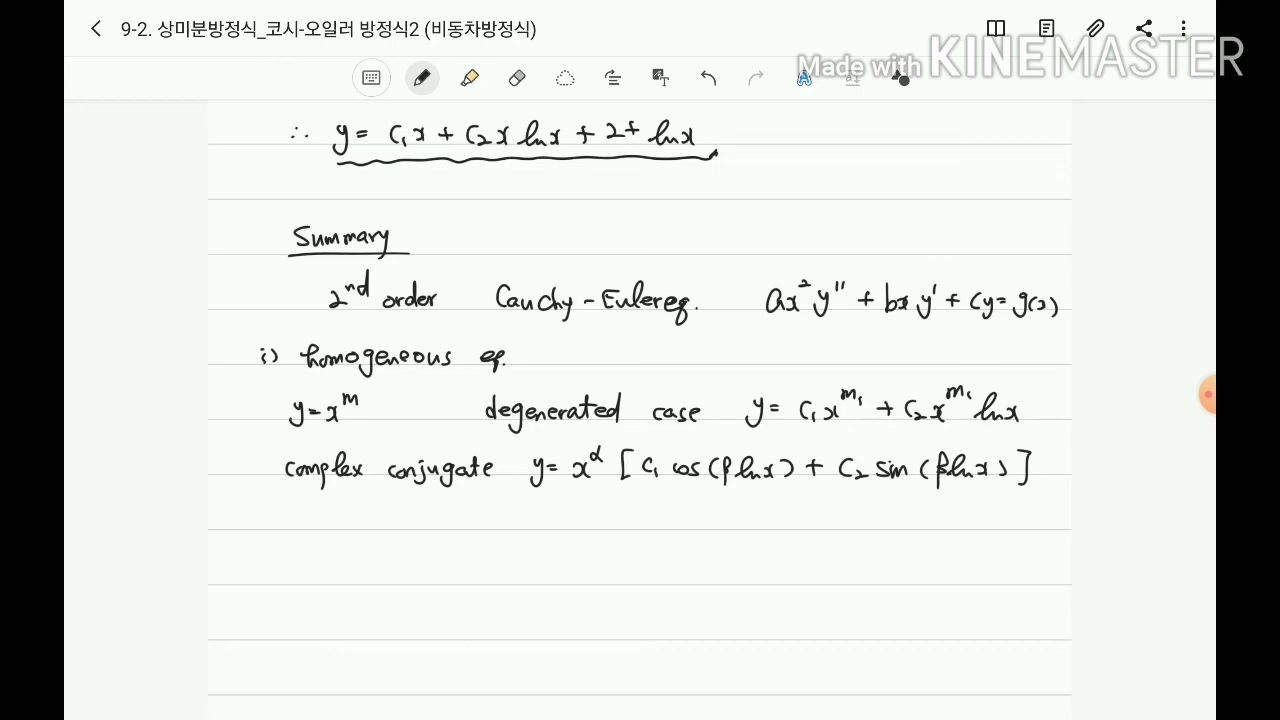 9-2. 상미분방정식_코시-오일러 방정식2 (비동차방정식)
Made with KINEMASTER
∴ y = c₁x + c₂x lnx + 2+ lnx
Summary
2nd order Cauchy-Euler eq. ax²y'' + bxy' + cy = g(x)
i) homogeneous eq.
y = x^m degenerated case y = c₁x^m₁ + c₂x^m₁ lnx
complex conjugate y = x^α [c₁ cos(βlnx) + c₂ sin(βlnx)]